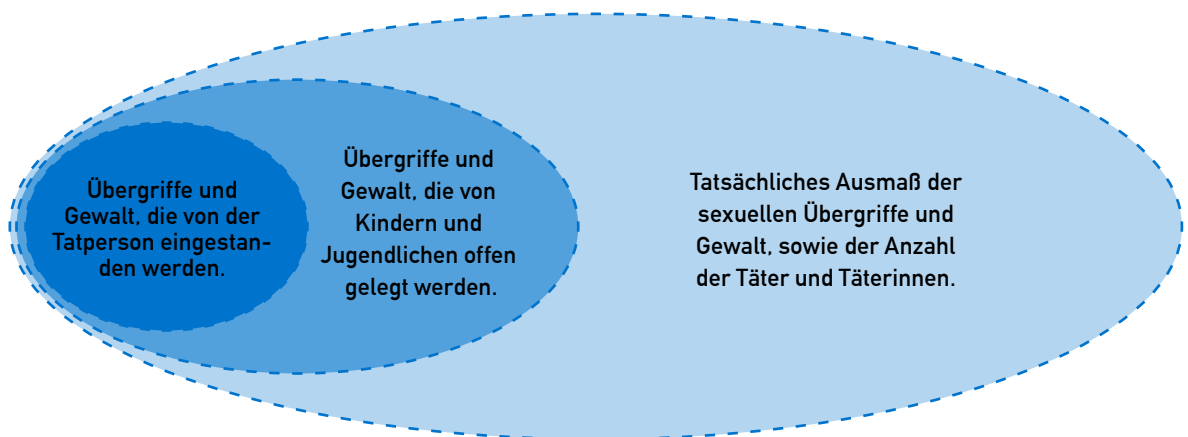 Übergriffe und
Gewalt, die von der
Tatperson eingestan-
den werden.
Übergriffe und
Gewalt, die von
Kindern und
Jugendlichen offen
gelegt werden.
Tatsächliches Ausmaß der
sexuellen Übergriffe und
Gewalt, sowie der Anzahl
der Täter und Täterinnen.